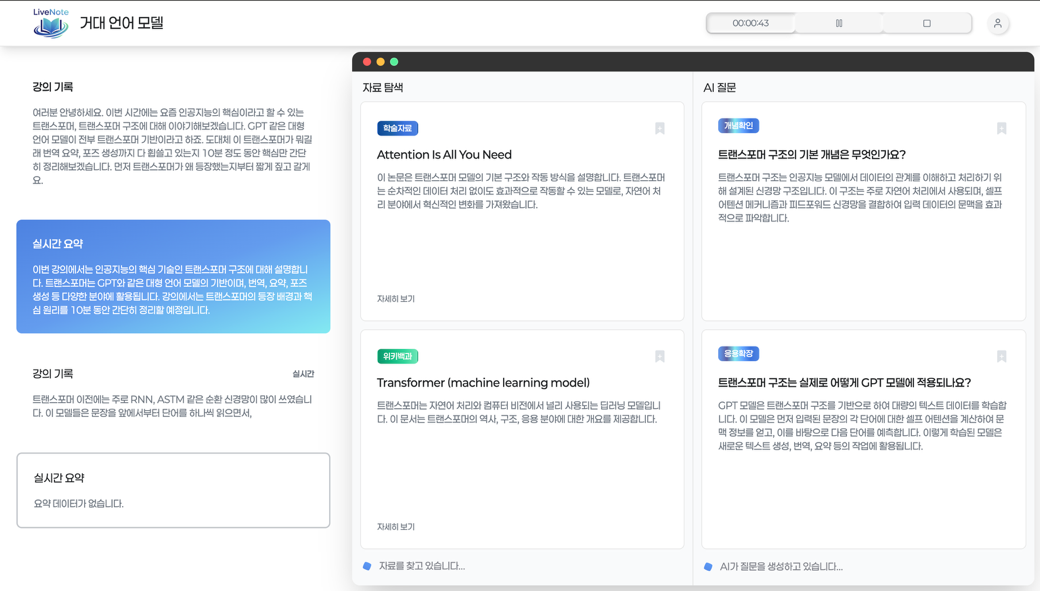 LiveNote
거대 언어 모델
00:00:43
강의 기록
여러분 안녕하세요. 이번 시간에는 요즘 인공지능의 핵심이라고 할 수 있는
트랜스포머, 트랜스포머 구조에 대해 이야기해보겠습니다. GPT 같은 대형
언어 모델이 전부 트랜스포머 기반이라고 하죠. 도대체 이 트랜스포머가 뭐길
래 번역 요약, 포즈 생성까지 다 휩쓸고 있는지 10분 정도 동안 핵심만 간단
히 정리해보겠습니다. 먼저 트랜스포머가 왜 등장했는지부터 짧게 짚고 갈게
요.
실시간 요약
이번 강의에서는 인공지능의 핵심 기술인 트랜스포머 구조에 대해 설명합니
다. 트랜스포머는 GPT와 같은 대형 언어 모델의 기반이며, 번역, 요약, 포즈
생성 등 다양한 분야에 활용됩니다. 강의에서는 트랜스포머의 등장 배경과 핵
심 원리를 10분 동안 간단히 정리할 예정입니다.
강의 기록
실시간
트랜스포머 이전에는 주로 RNN, ASTM 같은 순환 신경망이 많이 쓰였습니
다. 이 모델들은 문장을 앞에서부터 단어를 하나씩 읽으면서,
실시간 요약
요약 데이터가 없습니다.
자료 탐색
학술자료
Attention Is All You Need
이 논문은 트랜스포머 모델의 기본 구조와 작동 방식을 설명합니다. 트랜스포머
는 순차적인 데이터 처리 없이도 효과적으로 작동할 수 있는 모델로, 자연어 처
리 분야에서 혁신적인 변화를 가져왔습니다.
자세히 보기
위키백과
Transformer (machine learning model)
트랜스포머는 자연어 처리와 컴퓨터 비전에서 널리 사용되는 딥러닝 모델입니
다. 이 문서는 트랜스포머의 역사, 구조, 응용 분야에 대한 개요를 제공합니다.
자세히 보기
자료를 찾고 있습니다...
AI 질문
개념확인
트랜스포머 구조의 기본 개념은 무엇인가요?
트랜스포머 구조는 인공지능 모델에서 데이터의 관계를 이해하고 처리하기 위
해 설계된 신경망 구조입니다. 이 구조는 주로 자연어 처리에서 사용되며, 셀프
어텐션 메커니즘과 피드포워드 신경망을 결합하여 입력 데이터의 문맥을 효과
적으로 파악합니다.
응용확장
트랜스포머 구조는 실제로 어떻게 GPT 모델에 적용되나요?
GPT 모델은 트랜스포머 구조를 기반으로 하여 대량의 텍스트 데이터를 학습합
니다. 이 모델은 먼저 입력된 문장의 각 단어에 대한 셀프 어텐션을 계산하여 문
맥 정보를 얻고, 이를 바탕으로 다음 단어를 예측합니다. 이렇게 학습된 모델은
새로운 텍스트 생성, 번역, 요약 등의 작업에 활용됩니다.
AI가 질문을 생성하고 있습니다...